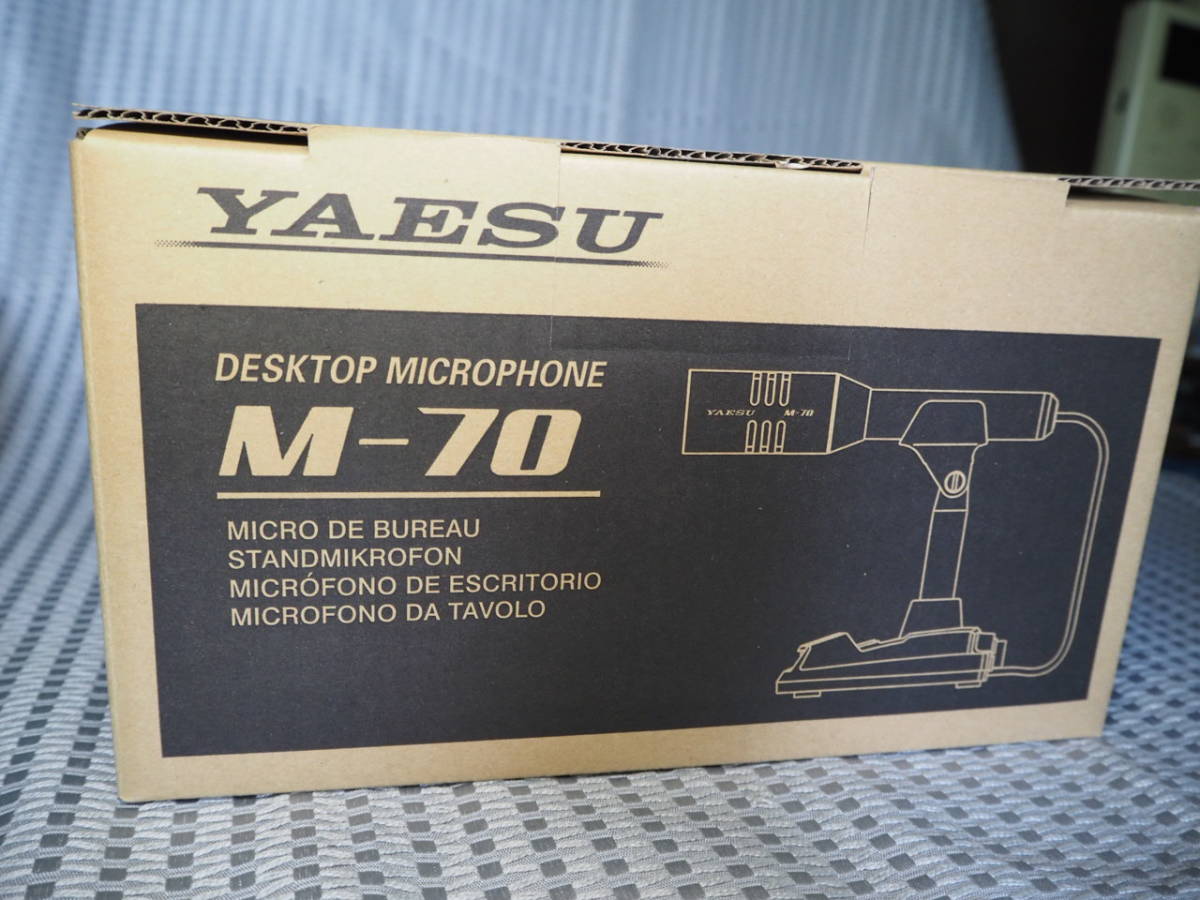 YAESU
DESKTOP MICROPHONE
M-70
MICRO DE BUREAU
STANDMIKROFON
MICRÓFONO DE ESCRITORIO
MICROFONO DA TAVOLO
YAESU M-70